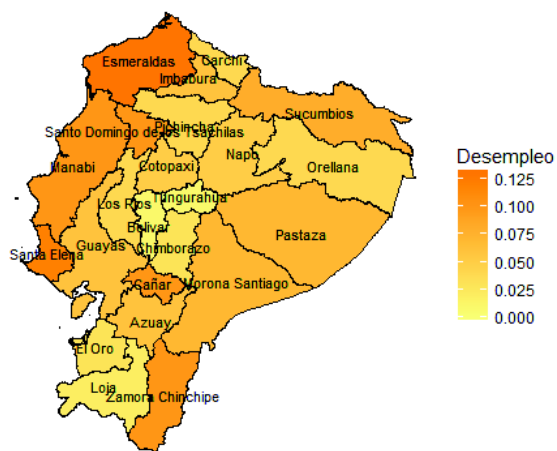 Esmeraldas
Carchi
Imbabura
Sucumbios
Pichincha
Santo Domingo de los Tsachilas
Manabi
Cotopaxi
Napo
Orellana
Los Rios
Tungurahua
Bolivar
Pastaza
Guayas
Chimborazo
Santa Elena
Cañar
Morona Santiago
Azuay
El Oro
Loja
Zamora Chinchipe
Desempleo
0.125
0.100
0.075
0.050
0.025
0.000